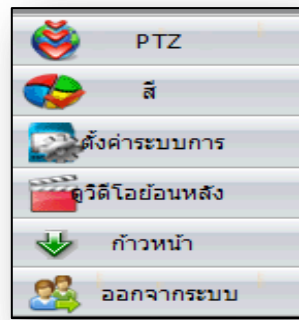 PTZ
สี
ตั้งค่าระบบการ
ดูวิดีโอย้อนหลัง
ก้าวหน้า
ออกจากระบบ